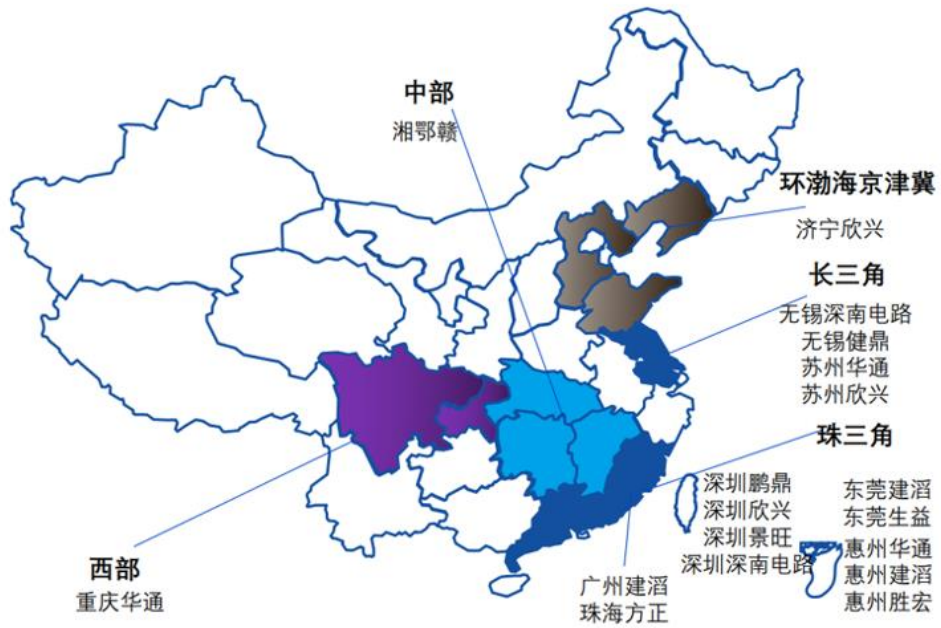 中部
湘鄂赣
环渤海京津冀
济宁欣兴
长三角
无锡深南电路
无锡健鼎
苏州华通
苏州欣兴
珠三角
深圳鹏鼎
深圳欣兴
深圳景旺
深圳深南电路
东莞建滔
东莞生益
惠州华通
惠州建滔
惠州胜宏
广州建滔
珠海方正
西部
重庆华通